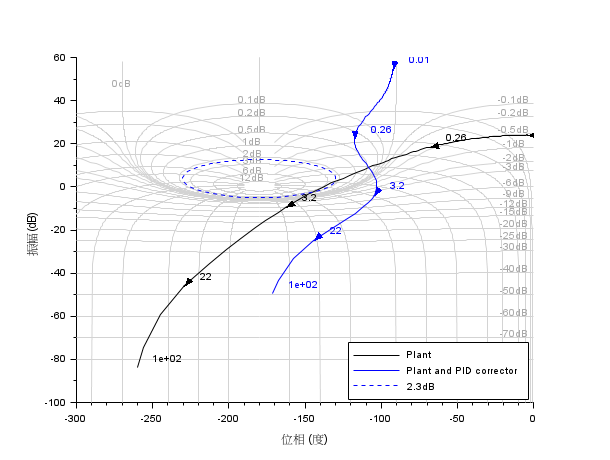 60
40
20
0
-20
-40
-60
-80
-100
-300
-250
-200
-150
-100
-50
0
振幅 (dB)
位相 (度)
0dB
0.1dB
0.2dB
0.5dB
1dB
2dB
-0.1dB
-0.2dB
-0.5dB
-1dB
-2dB
-3dB
-6dB
-9dB
-12dB
-15dB
-20dB
-25dB
-30dB
-40dB
-50dB
-60dB
-70dB
0.01
0.26
3.2
22
1e+02
0.26
3.2
22
1e+02
Plant
Plant and PID corrector
2.3dB